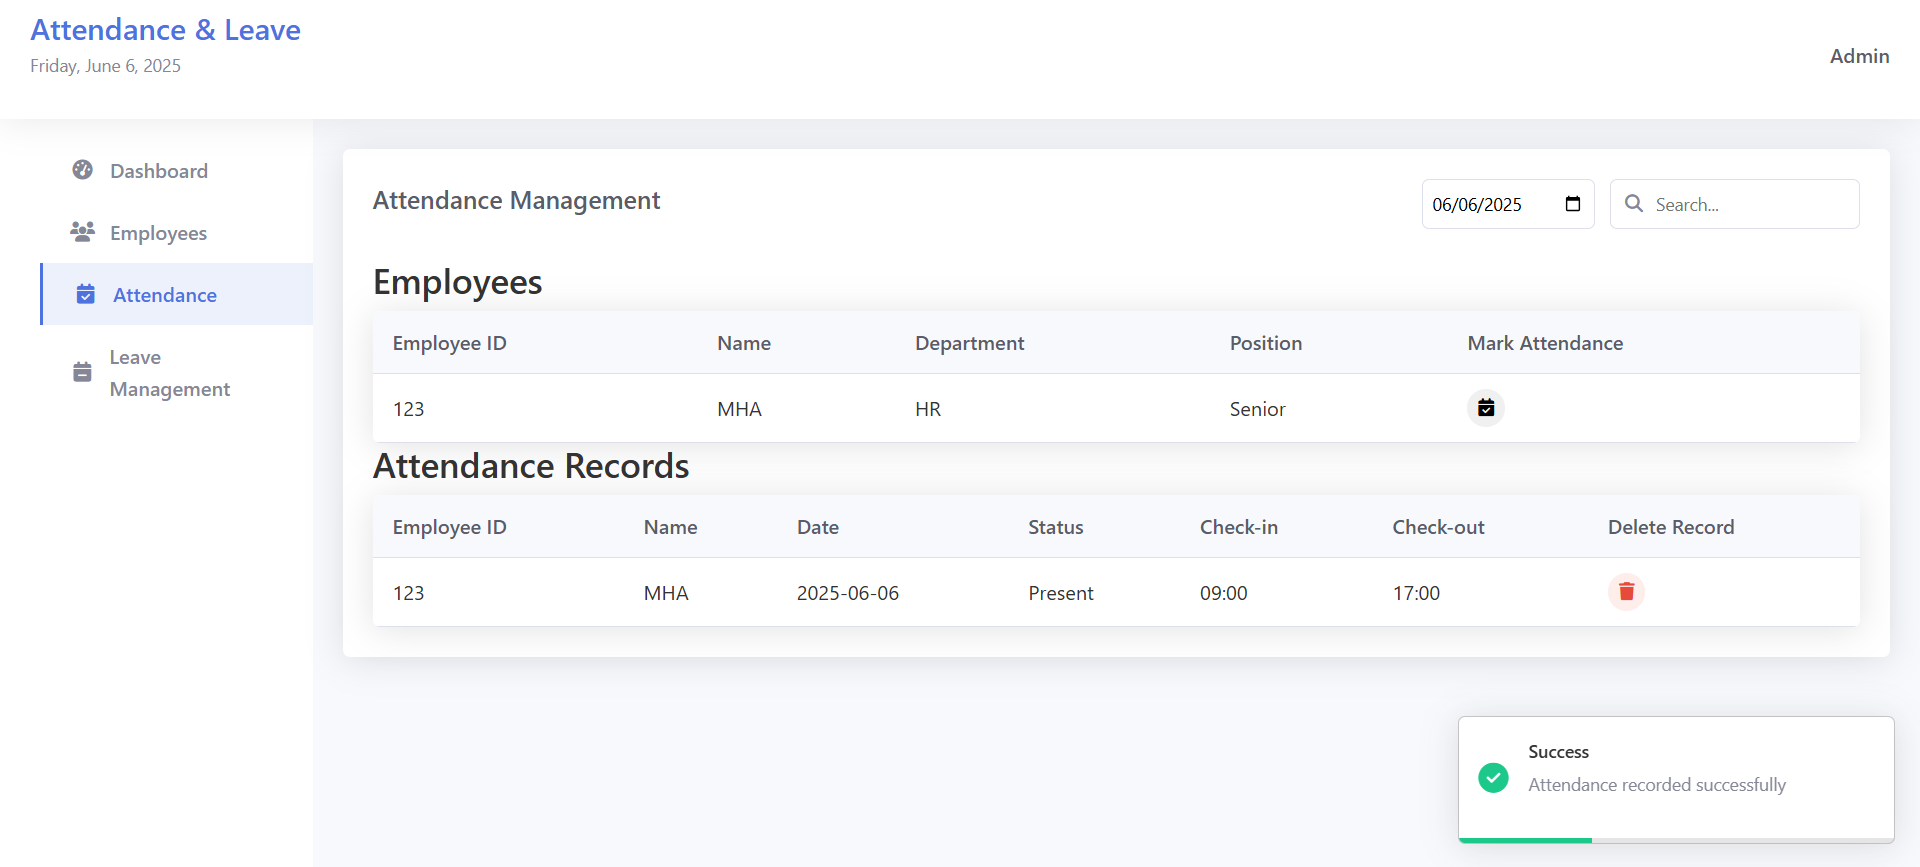 Attendance & Leave
Friday, June 6, 2025
Admin
Dashboard
Employees
Attendance
Leave
Management
Attendance Management
06/06/2025
Search...
Employees
Employee ID Name Department Position Mark Attendance
123 MHA HR Senior
Attendance Records
Employee ID Name Date Status Check-in Check-out Delete Record
123 MHA 2025-06-06 Present 09:00 17:00
Success
Attendance recorded successfully